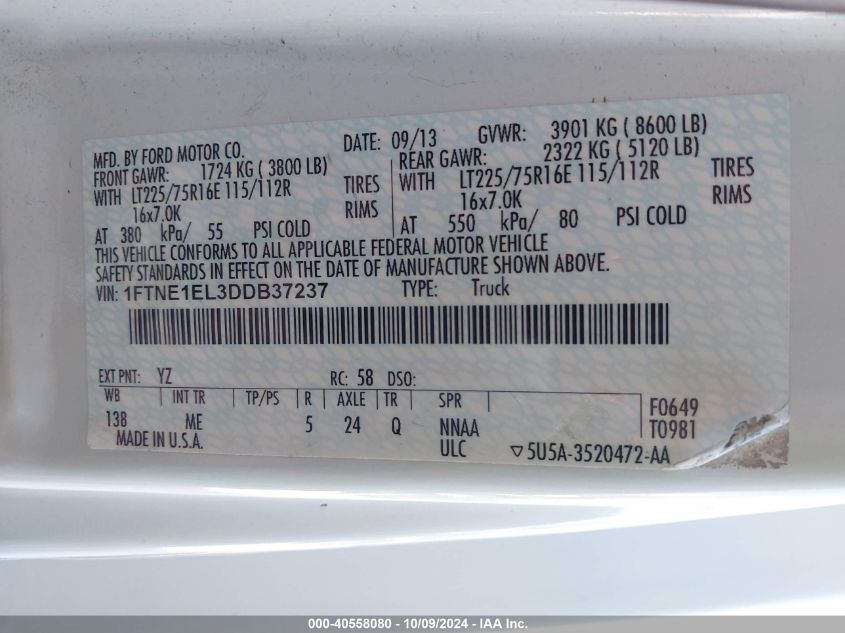 MFD. BY FORD MOTOR CO. DATE: 09/13 GVWR: 3901 KG ( 8600 LB)
FRONT GAWR: 1724 KG ( 3800 LB) REAR GAWR: 2322 KG ( 5120 LB)
WITH LT225/75R16E 115/112R TIRES WITH LT225/75R16E 115/112R TIRES
16x7.0K RIMS 16x7.0K RIMS
AT 380 kPa/ 55 PSI COLD AT 550 kPa/ 80 PSI COLD
THIS VEHICLE CONFORMS TO ALL APPLICABLE FEDERAL MOTOR VEHICLE
SAFETY STANDARDS IN EFFECT ON THE DATE OF MANUFACTURE SHOWN ABOVE.
VIN: 1FTNE1EL3DDB37237 TYPE: Truck
EXT PNT: YZ RC: 58 DSO:
WB INT TR TP/PS R AXLE TR SPR F0649
138 ME 5 24 Q NNAA T0981
MADE IN U.S.A. ULC ▽5U5A-3520472-AA
000-40558080 - 10/09/2024 - IAA Inc.